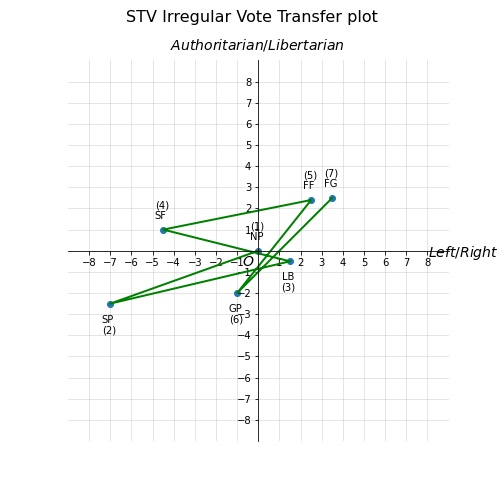 STV Irregular Vote Transfer plot
Authoritarian/Libertarian
8
7
6
5
4
(5)
FF
(7)
FG
3
(4)
SF
2
1
(1)
NP
−8 −7 −6 −5 −4 −3 −2 −1 O 1 2 3 4 5 6 7 8 Left/Right
−1
LB
(3)
−2
GP
(6)
SP
(2)
−3
−4
−5
−6
−7
−8